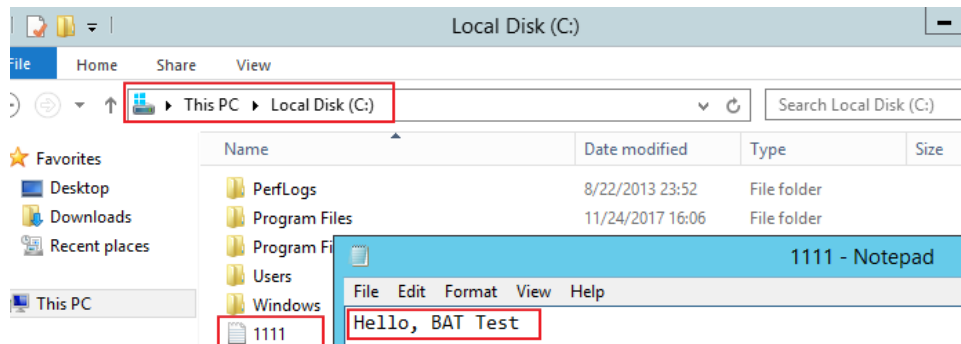 Local Disk (C:)
File Home Share View
This PC Local Disk (C:) Search Local Disk (C:)
Name Date modified Type Size
Favorites
Desktop PerfLogs 8/22/2013 23:52 File folder
Downloads Program Files 11/24/2017 16:06 File folder
Recent places Program Fi
1111 - Notepad
Users
File Edit Format View Help
This PC Windows
Hello, BAT Test
1111